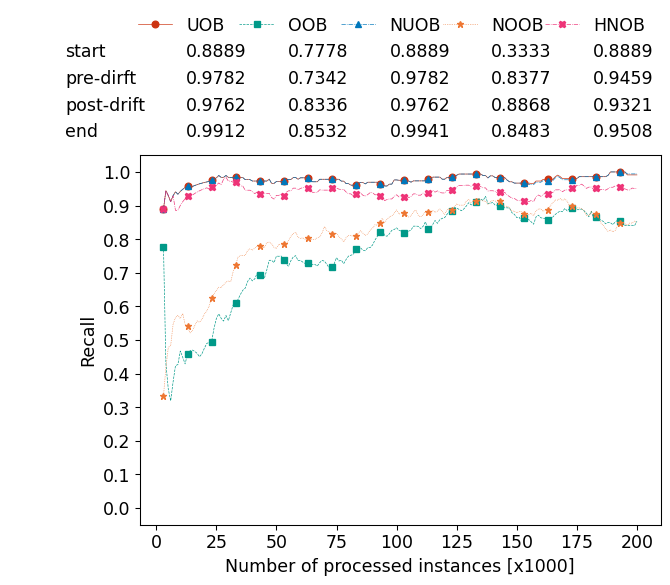 UOB OOB NUOB NOOB HNOB
start 0.8889 0.7778 0.8889 0.3333 0.8889
pre-dirft 0.9782 0.7342 0.9782 0.8377 0.9459
post-drift 0.9762 0.8336 0.9762 0.8868 0.9321
end 0.9912 0.8532 0.9941 0.8483 0.9508
1.0
0.9
0.8
0.7
0.6
0.5
0.4
0.3
0.2
0.1
0.0
Recall
0 25 50 75 100 125 150 175 200
Number of processed instances [x1000]